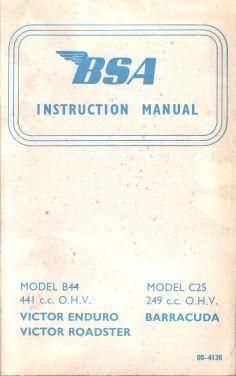 BSA
INSTRUCTION MANUAL
MODEL B44
441 c.c. O.H.V.
VICTOR ENDURO
VICTOR ROADSTER
MODEL C25
249 c.c. O.H.V.
BARRACUDA
00-4138